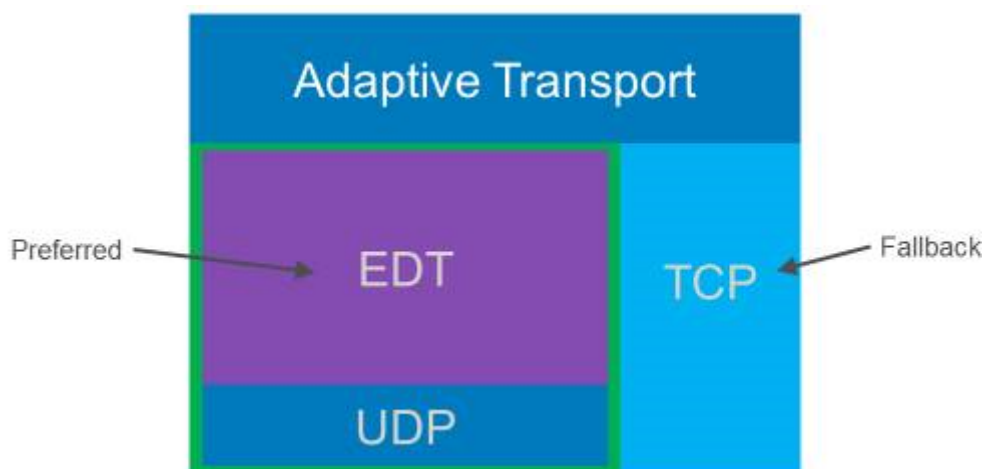 Adaptive Transport
Preferred
EDT
TCP
Fallback
UDP